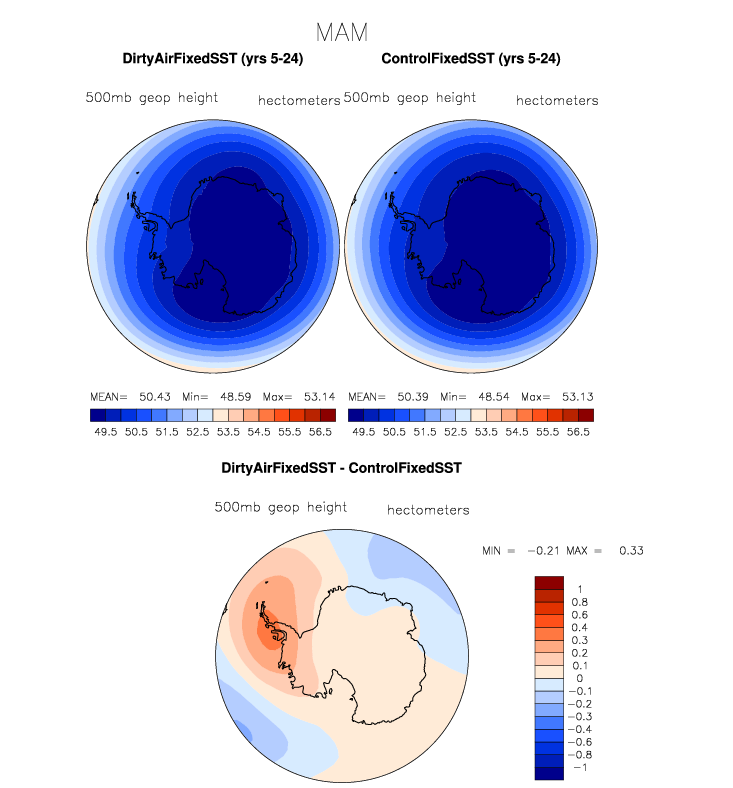 MAM
DirtyAirFixedSST (yrs 5-24) ControlFixedSST (yrs 5-24)
500mb geop height hectometers 500mb geop height hectometers
MEAN= 50.43 Min= 48.59 Max= 53.14 MEAN= 50.39 Min= 48.54 Max= 53.13
49.5 50.5 51.5 52.5 53.5 54.5 55.5 56.5 49.5 50.5 51.5 52.5 53.5 54.5 55.5 56.5
DirtyAirFixedSST - ControlFixedSST
500mb geop height hectometers
MIN = -0.21 MAX = 0.33
1
0.8
0.6
0.4
0.3
0.2
0.1
0
-0.1
-0.2
-0.3
-0.4
-0.6
-0.8
-1